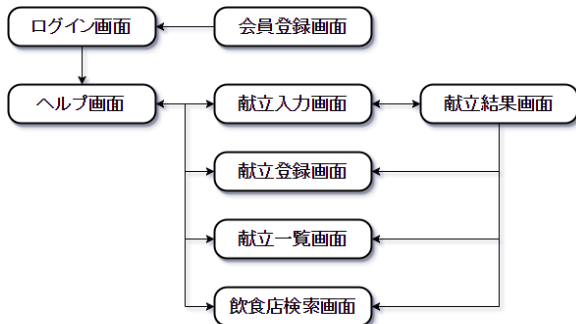 ログイン画面
会員登録画面
ヘルプ画面
献立入力画面
献立結果画面
献立登録画面
献立一覧画面
飲食店検索画面